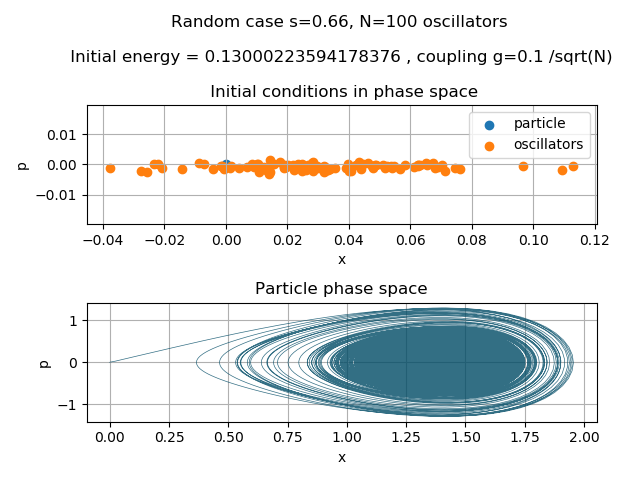 Random case s=0.66, N=100 oscillators
Initial energy = 0.13000223594178376 , coupling g=0.1 /sqrt(N)
Initial conditions in phase space
particle
oscillators
0.01
0.00
−0.01
p
−0.04 −0.02 0.00 0.02 0.04 0.06 0.08 0.10 0.12
x
Particle phase space
1
0
−1
p
0.00 0.25 0.50 0.75 1.00 1.25 1.50 1.75 2.00
x